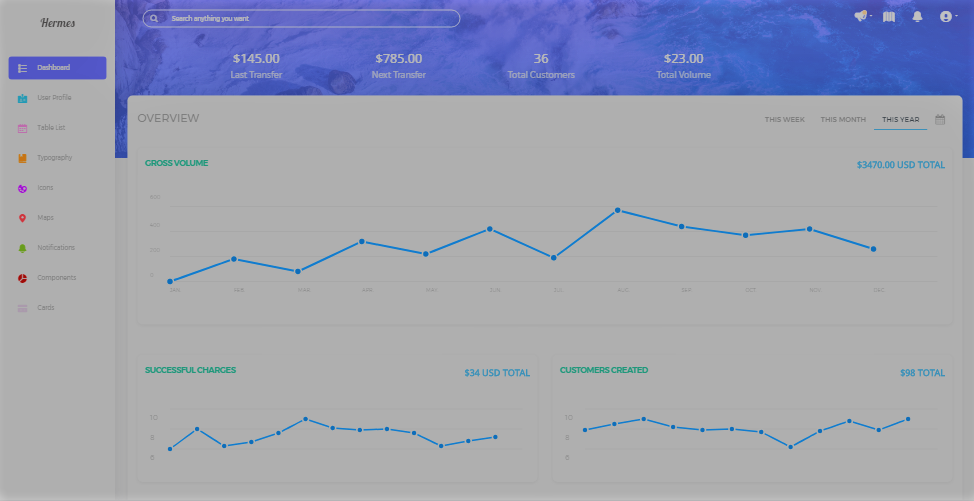 Hermes
Search anything you want
$145.00
Last Transfer
$785.00
Next Transfer
36
Total Customers
$23.00
Total Volume
Dashboard
User Profile
Table List
Typography
Icons
Maps
Notifications
Components
Cards
OVERVIEW
THIS WEEK
THIS MONTH
THIS YEAR
GROSS VOLUME
$3470.00 USD TOTAL
600
400
200
0
JAN
FEB
MAR
APR
MAY
JUN
JUL
AUG
SEP
OCT
NOV
DEC
SUCCESSFUL CHARGES
$34 USD TOTAL
10
8
6
CUSTOMERS CREATED
$98 TOTAL
10
8
6